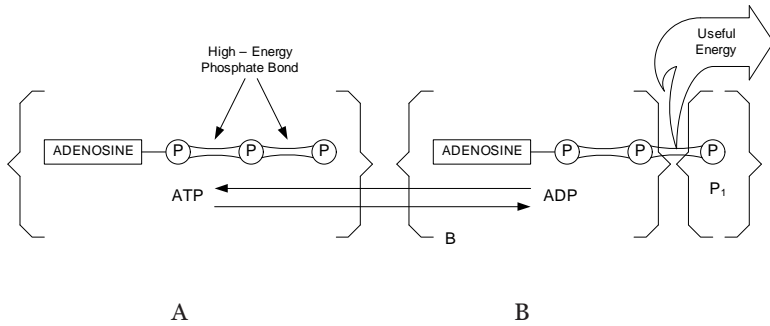 Useful
Energy
High – Energy
Phosphate Bond
ADENOSINE P P P
ADENOSINE P P P
ATP
ADP
P1
B
A B